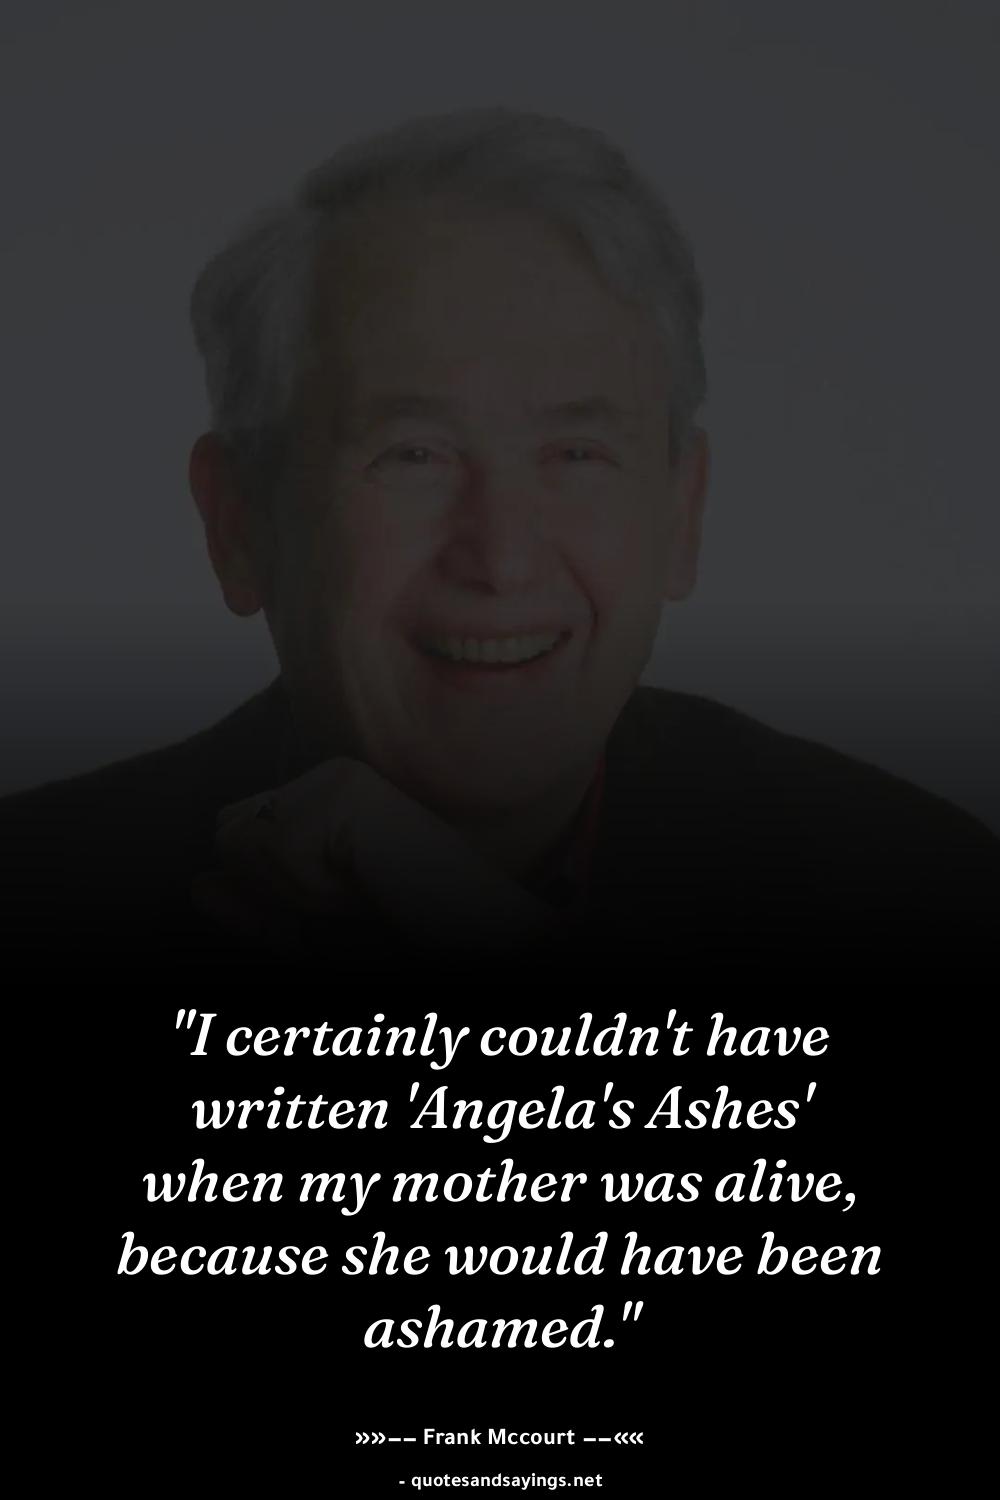 "I certainly couldn't have
written 'Angela's Ashes'
when my mother was alive,
because she would have been
ashamed."
»»–– Frank Mccourt ––««
- quotesandsayings.net